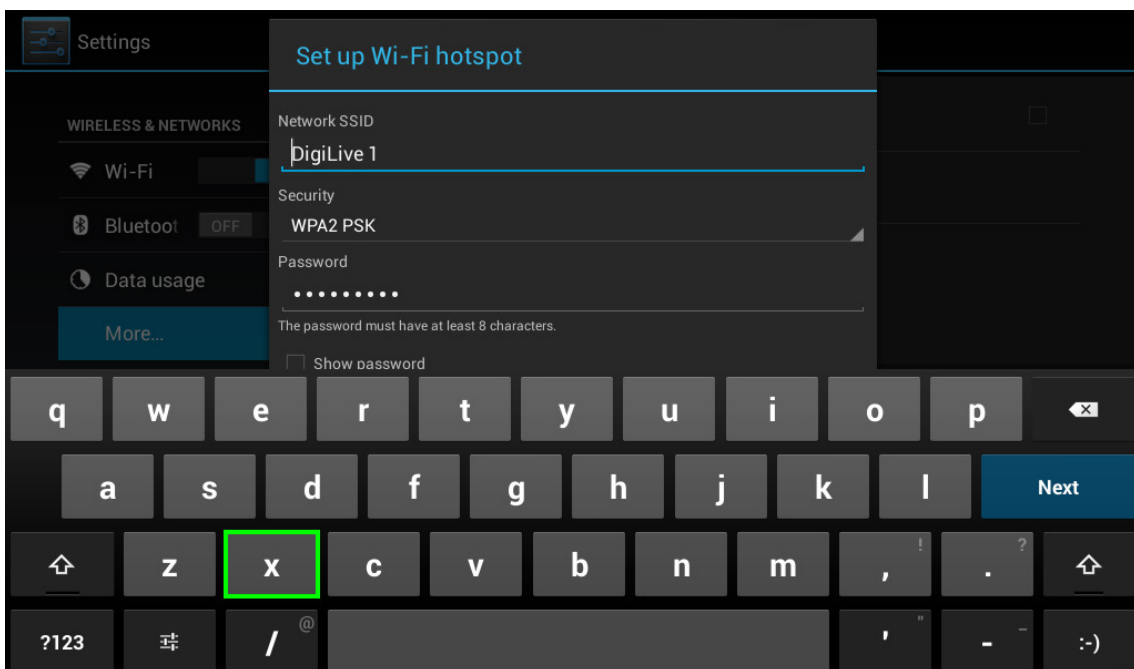 Settings
Set up Wi-Fi hotspot
WIRELESS & NETWORKS
Wi-Fi
Bluetoot OFF
Data usage
More...
Network SSID
DigiLive 1
Security
WPA2 PSK
Password
•••••••••
The password must have at least 8 characters.
Show password
q w e r t y u i o p
a s d f g h j k l Next
z x c v b n m , ! . ?
?123 / @ ' " - _ :-)